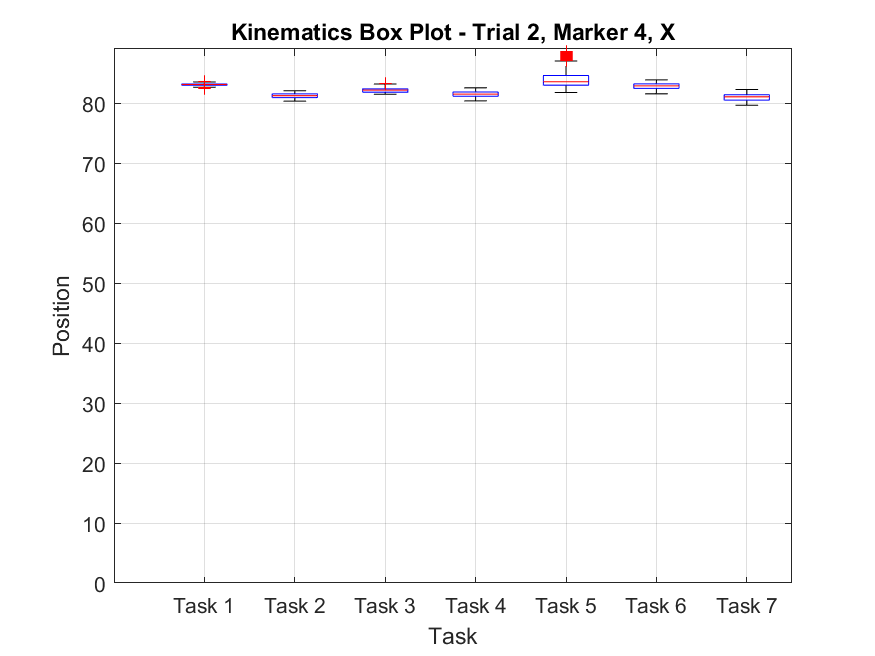 Kinematics Box Plot - Trial 2, Marker 4, X
Position
80
70
60
50
40
30
20
10
0
Task 1 Task 2 Task 3 Task 4 Task 5 Task 6 Task 7
Task